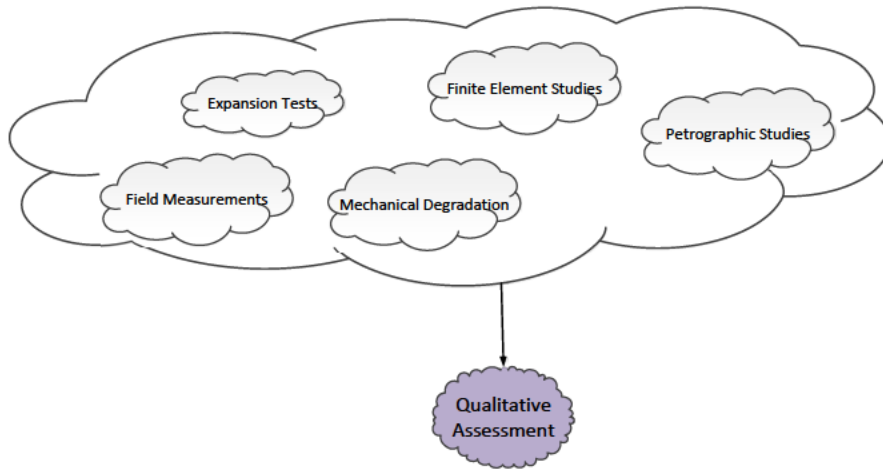 Expansion Tests
Finite Element Studies
Petrographic Studies
Field Measurements
Mechanical Degradation
Qualitative
Assessment